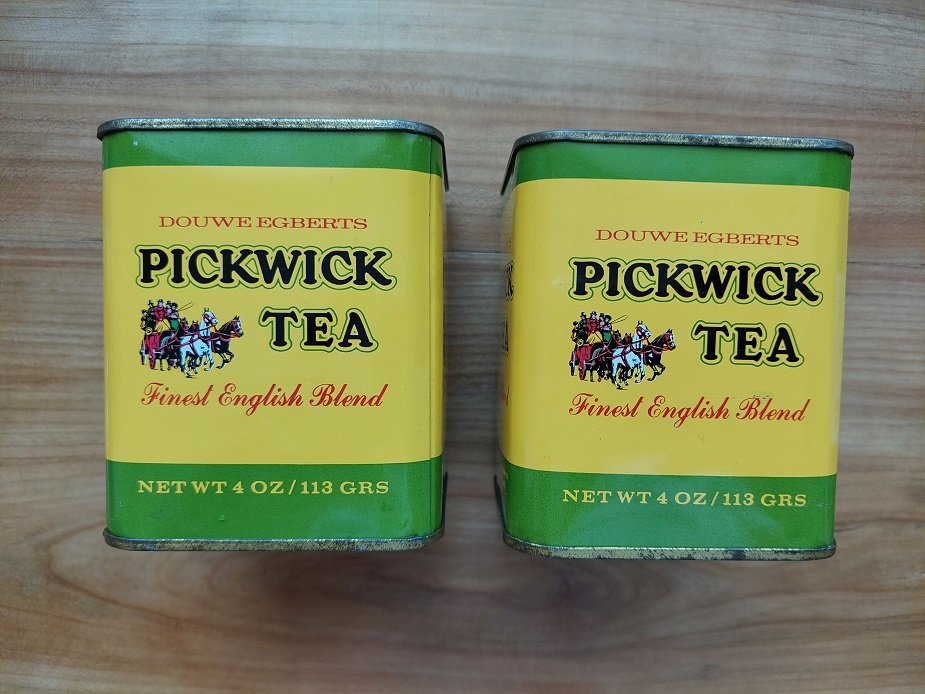 DOUWE EGBERTS
PICKWICK
TEA
Finest English Blend
NET WT 4 OZ/113 GRS
DOUWE EGBERTS
PICKWICK
TEA
Finest English Blend
NET WT 4 OZ/113 GRS